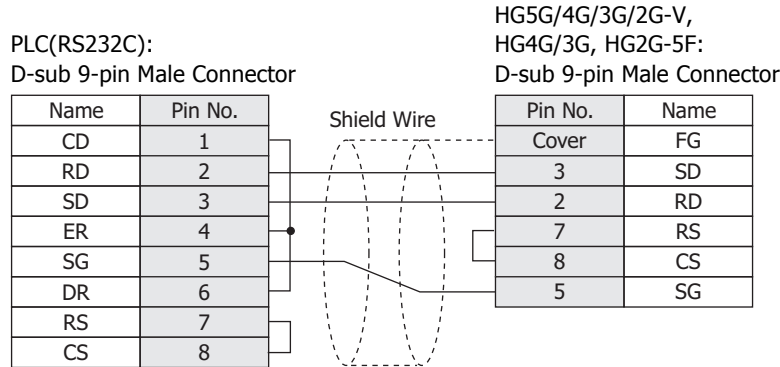 HG5G/4G/3G/2G-V,
PLC(RS232C): HG4G/3G, HG2G-5F:
D-sub 9-pin Male Connector D-sub 9-pin Male Connector
Name Pin No. Shield Wire Pin No. Name
CD 1 Cover FG
RD 2 3 SD
SD 3 2 RD
ER 4 7 RS
SG 5 8 CS
DR 6 5 SG
RS 7
CS 8